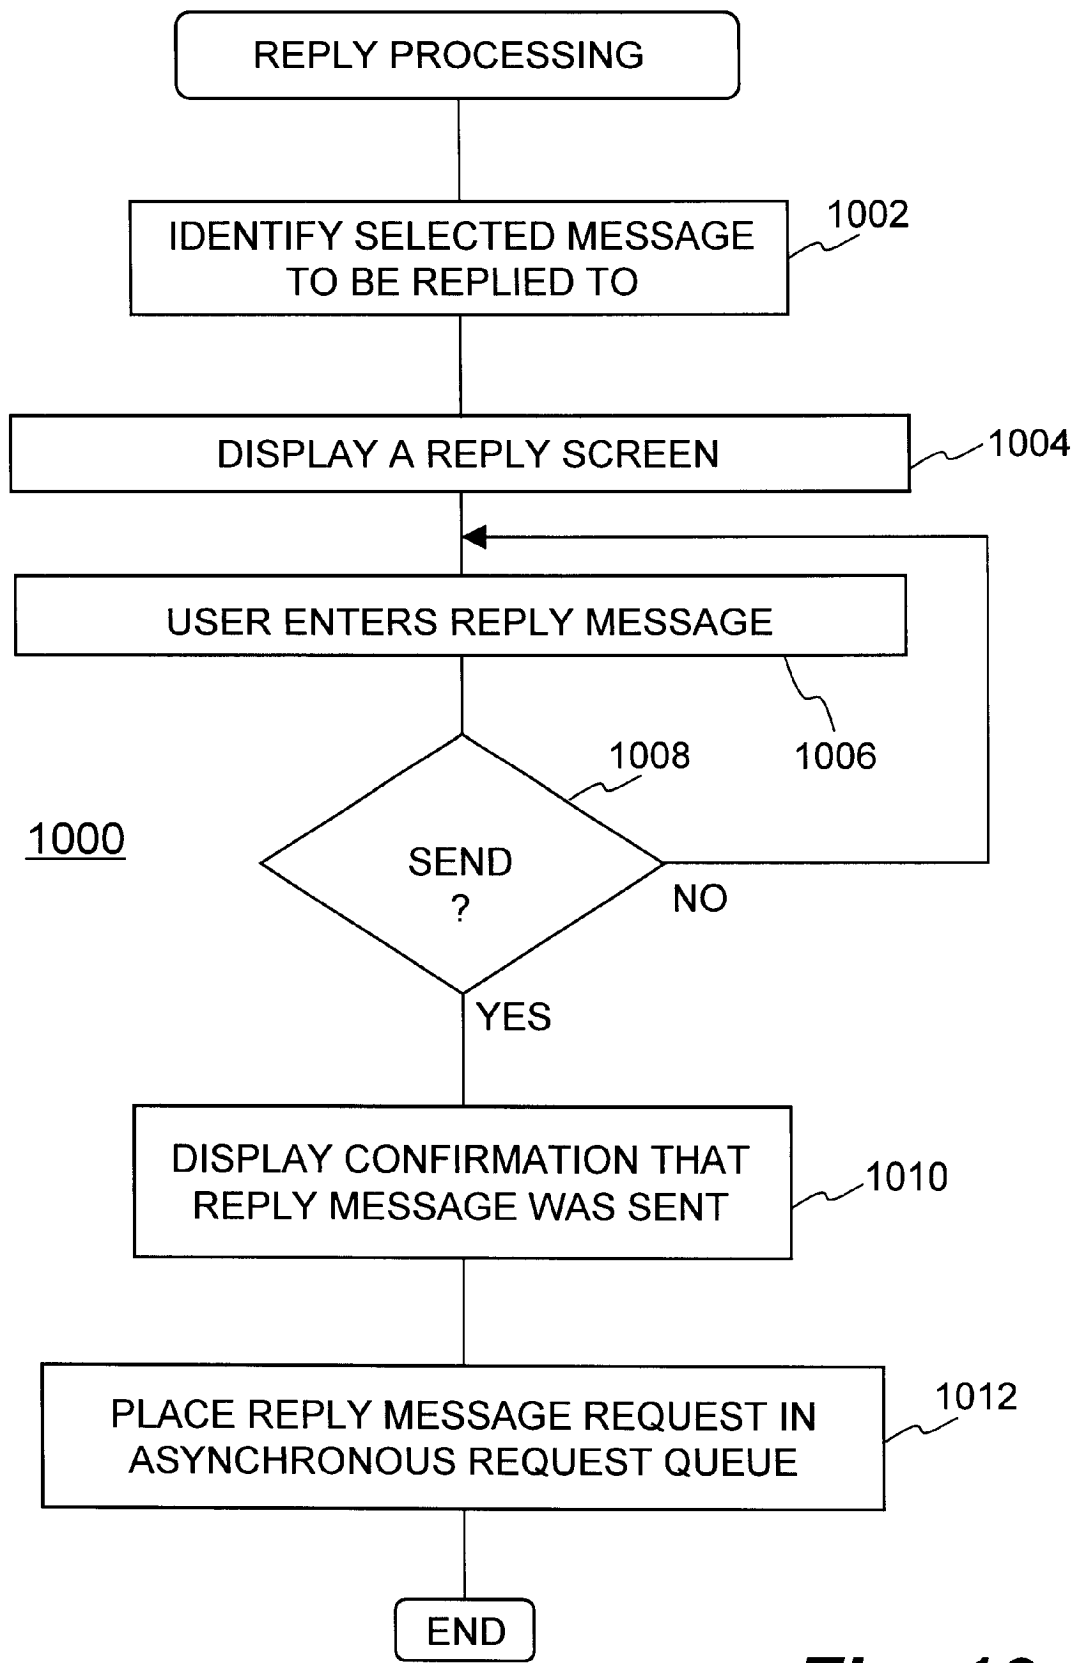 REPLY PROCESSING
IDENTIFY SELECTED MESSAGE
TO BE REPLIED TO
1002
DISPLAY A REPLY SCREEN
1004
USER ENTERS REPLY MESSAGE
1006
1008
1000
SEND
?
NO
YES
DISPLAY CONFIRMATION THAT
REPLY MESSAGE WAS SENT
1010
PLACE REPLY MESSAGE REQUEST IN
ASYNCHRONOUS REQUEST QUEUE
1012
END